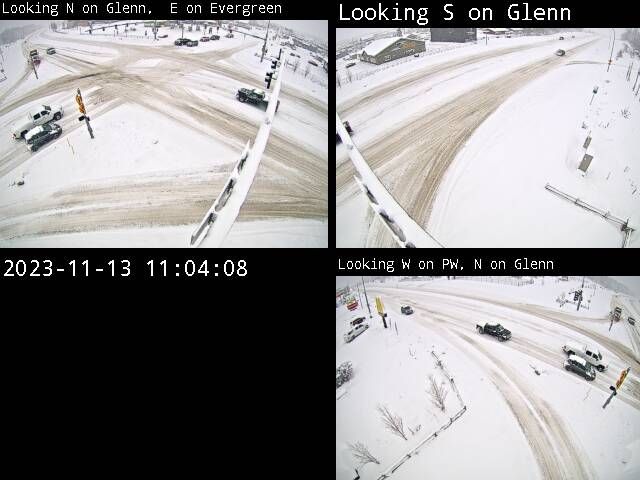 Looking N on Glenn,  E on Evergreen
Looking S on Glenn
2023-11-13 11:04:08
Looking W on PW, N on Glenn